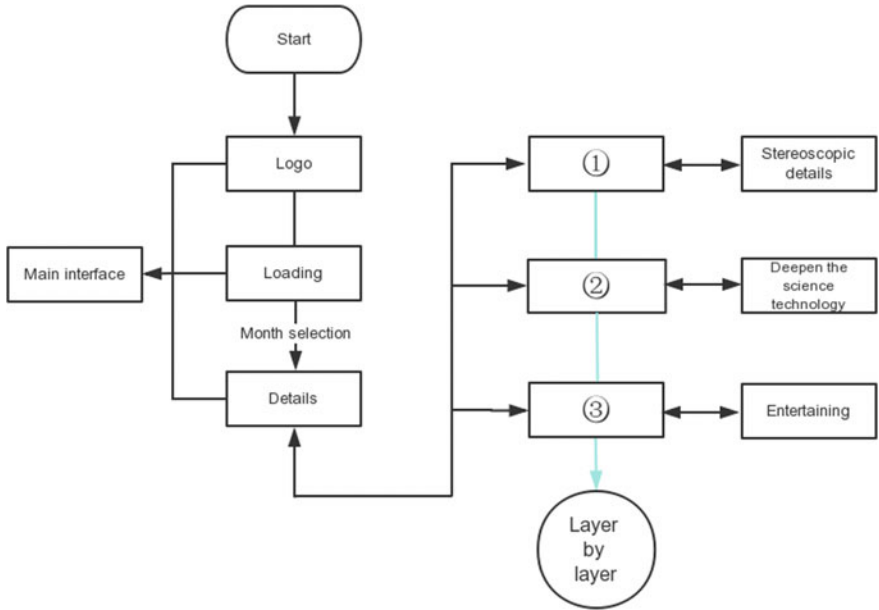 Start
Logo
Main interface
Loading
Month selection
Details
①
Stereoscopic
details
②
Deepen the
science
technology
③
Entertaining
Layer
by
layer